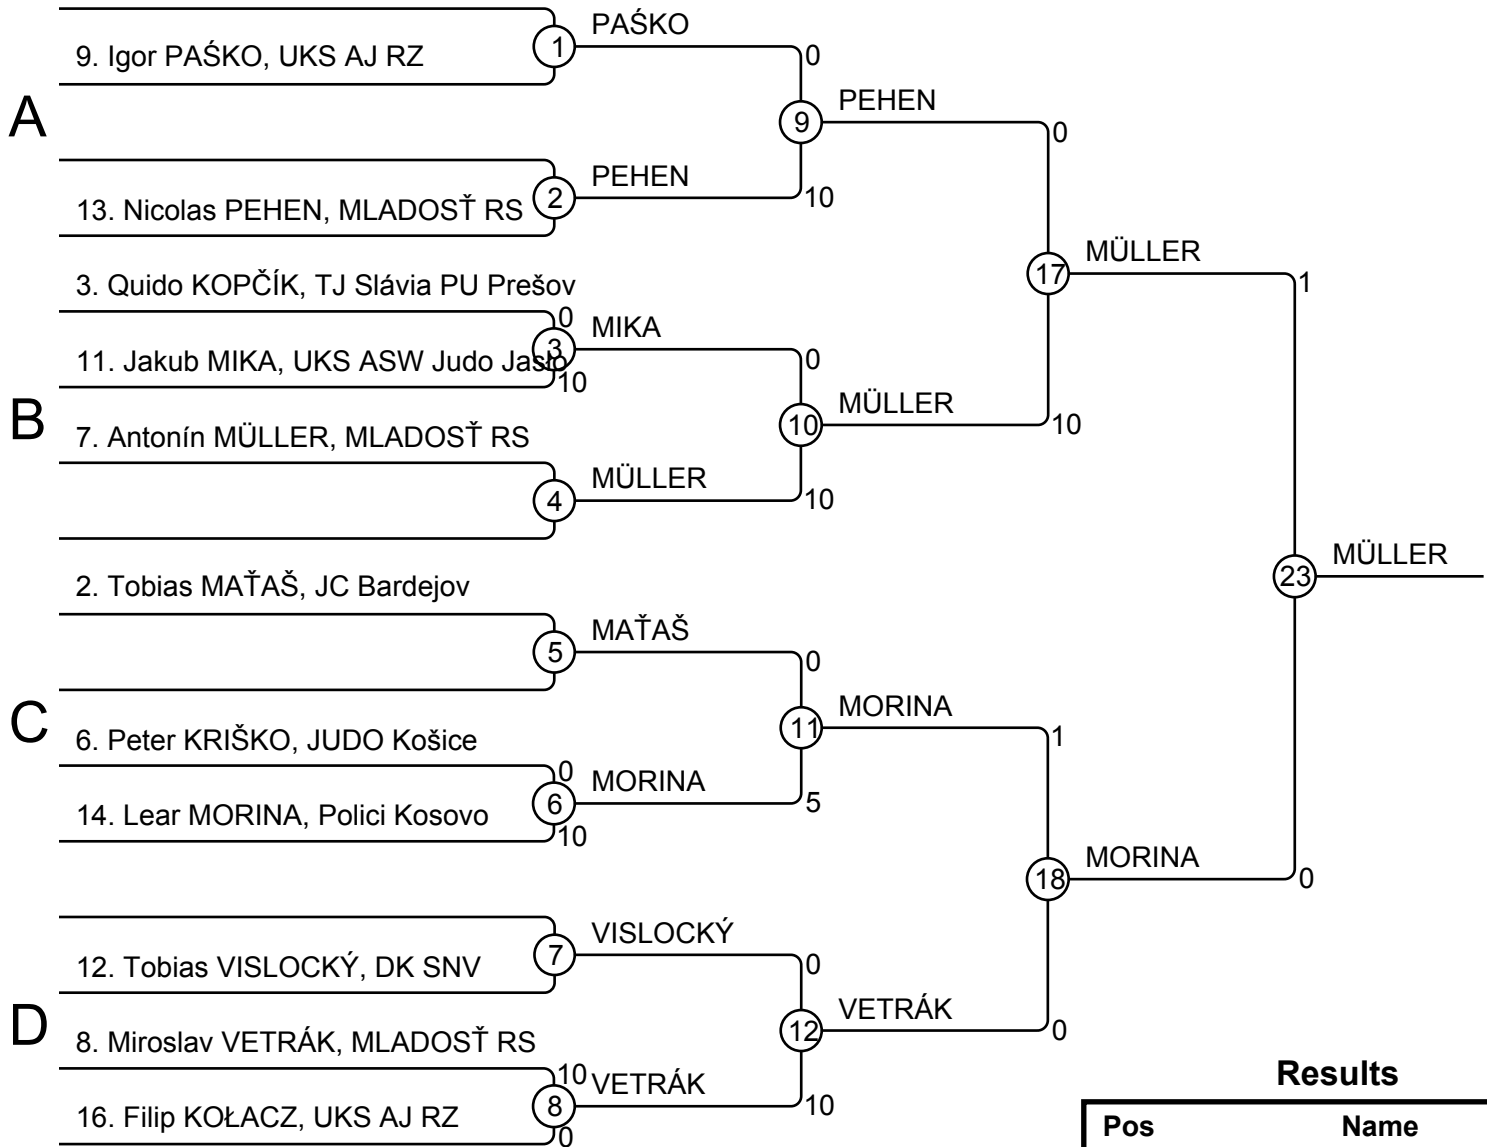 PAŚKO
0
9. Igor PAŚKO, UKS AJ RZ
1
A
PEHEN
9
0
PEHEN
13. Nicolas PEHEN, MLADOSŤ RS
2
10
MÜLLER
17
1
3. Quido KOPČÍK, TJ Slávia PU Prešov
0
MIKA
3
11. Jakub MIKA, UKS ASW Judo Jasło
10
0
B
MÜLLER
10
10
7. Antonín MÜLLER, MLADOSŤ RS
MÜLLER
4
10
MÜLLER
23
2. Tobias MAŤAŠ, JC Bardejov
MAŤAŠ
5
0
C
MORINA
11
1
6. Peter KRIŠKO, JUDO Košice
0
MORINA
6
5
14. Lear MORINA, Polici Kosovo
10
MORINA
18
0
VISLOCKÝ
7
0
12. Tobias VISLOCKÝ, DK SNV
D
VETRÁK
12
0
8. Miroslav VETRÁK, MLADOSŤ RS
10
VETRÁK
8
10
16. Filip KOŁACZ, UKS AJ RZ
0
Results
Pos Name